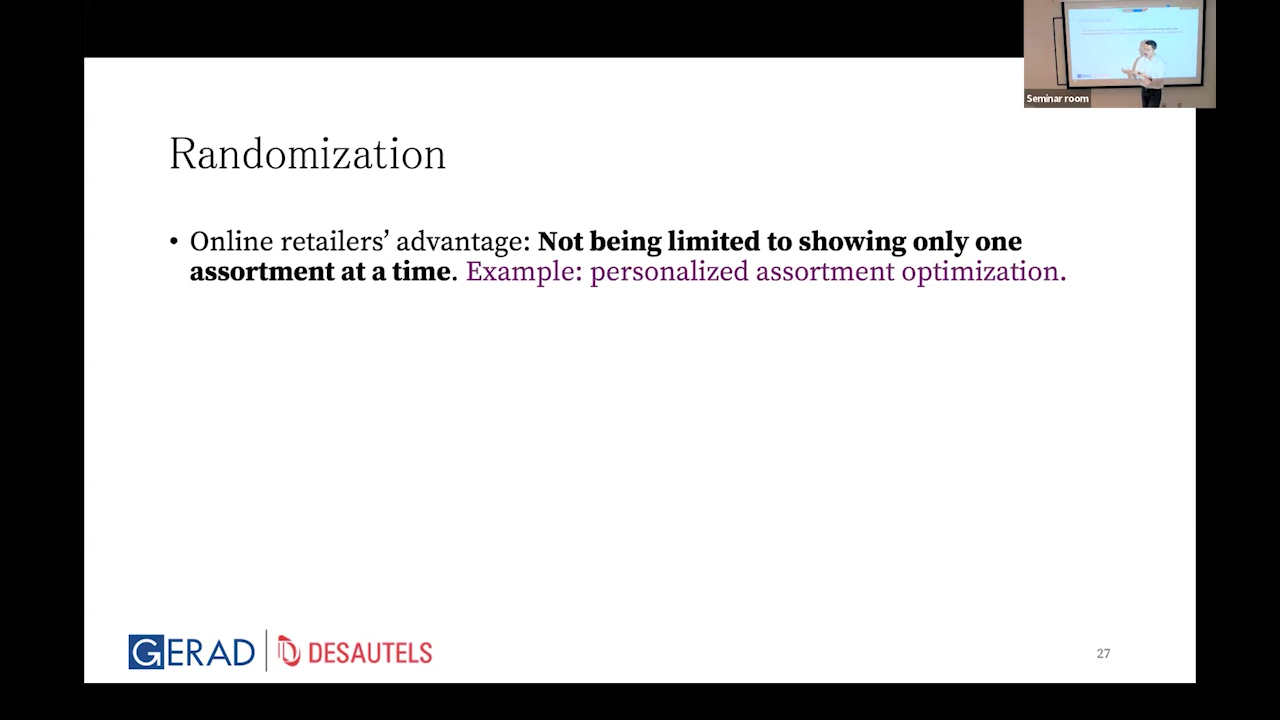 Seminar room
Randomization
• Online retailers’ advantage: Not being limited to showing only one
assortment at a time. Example: personalized assortment optimization.
GERAD
DESAUTELS
27